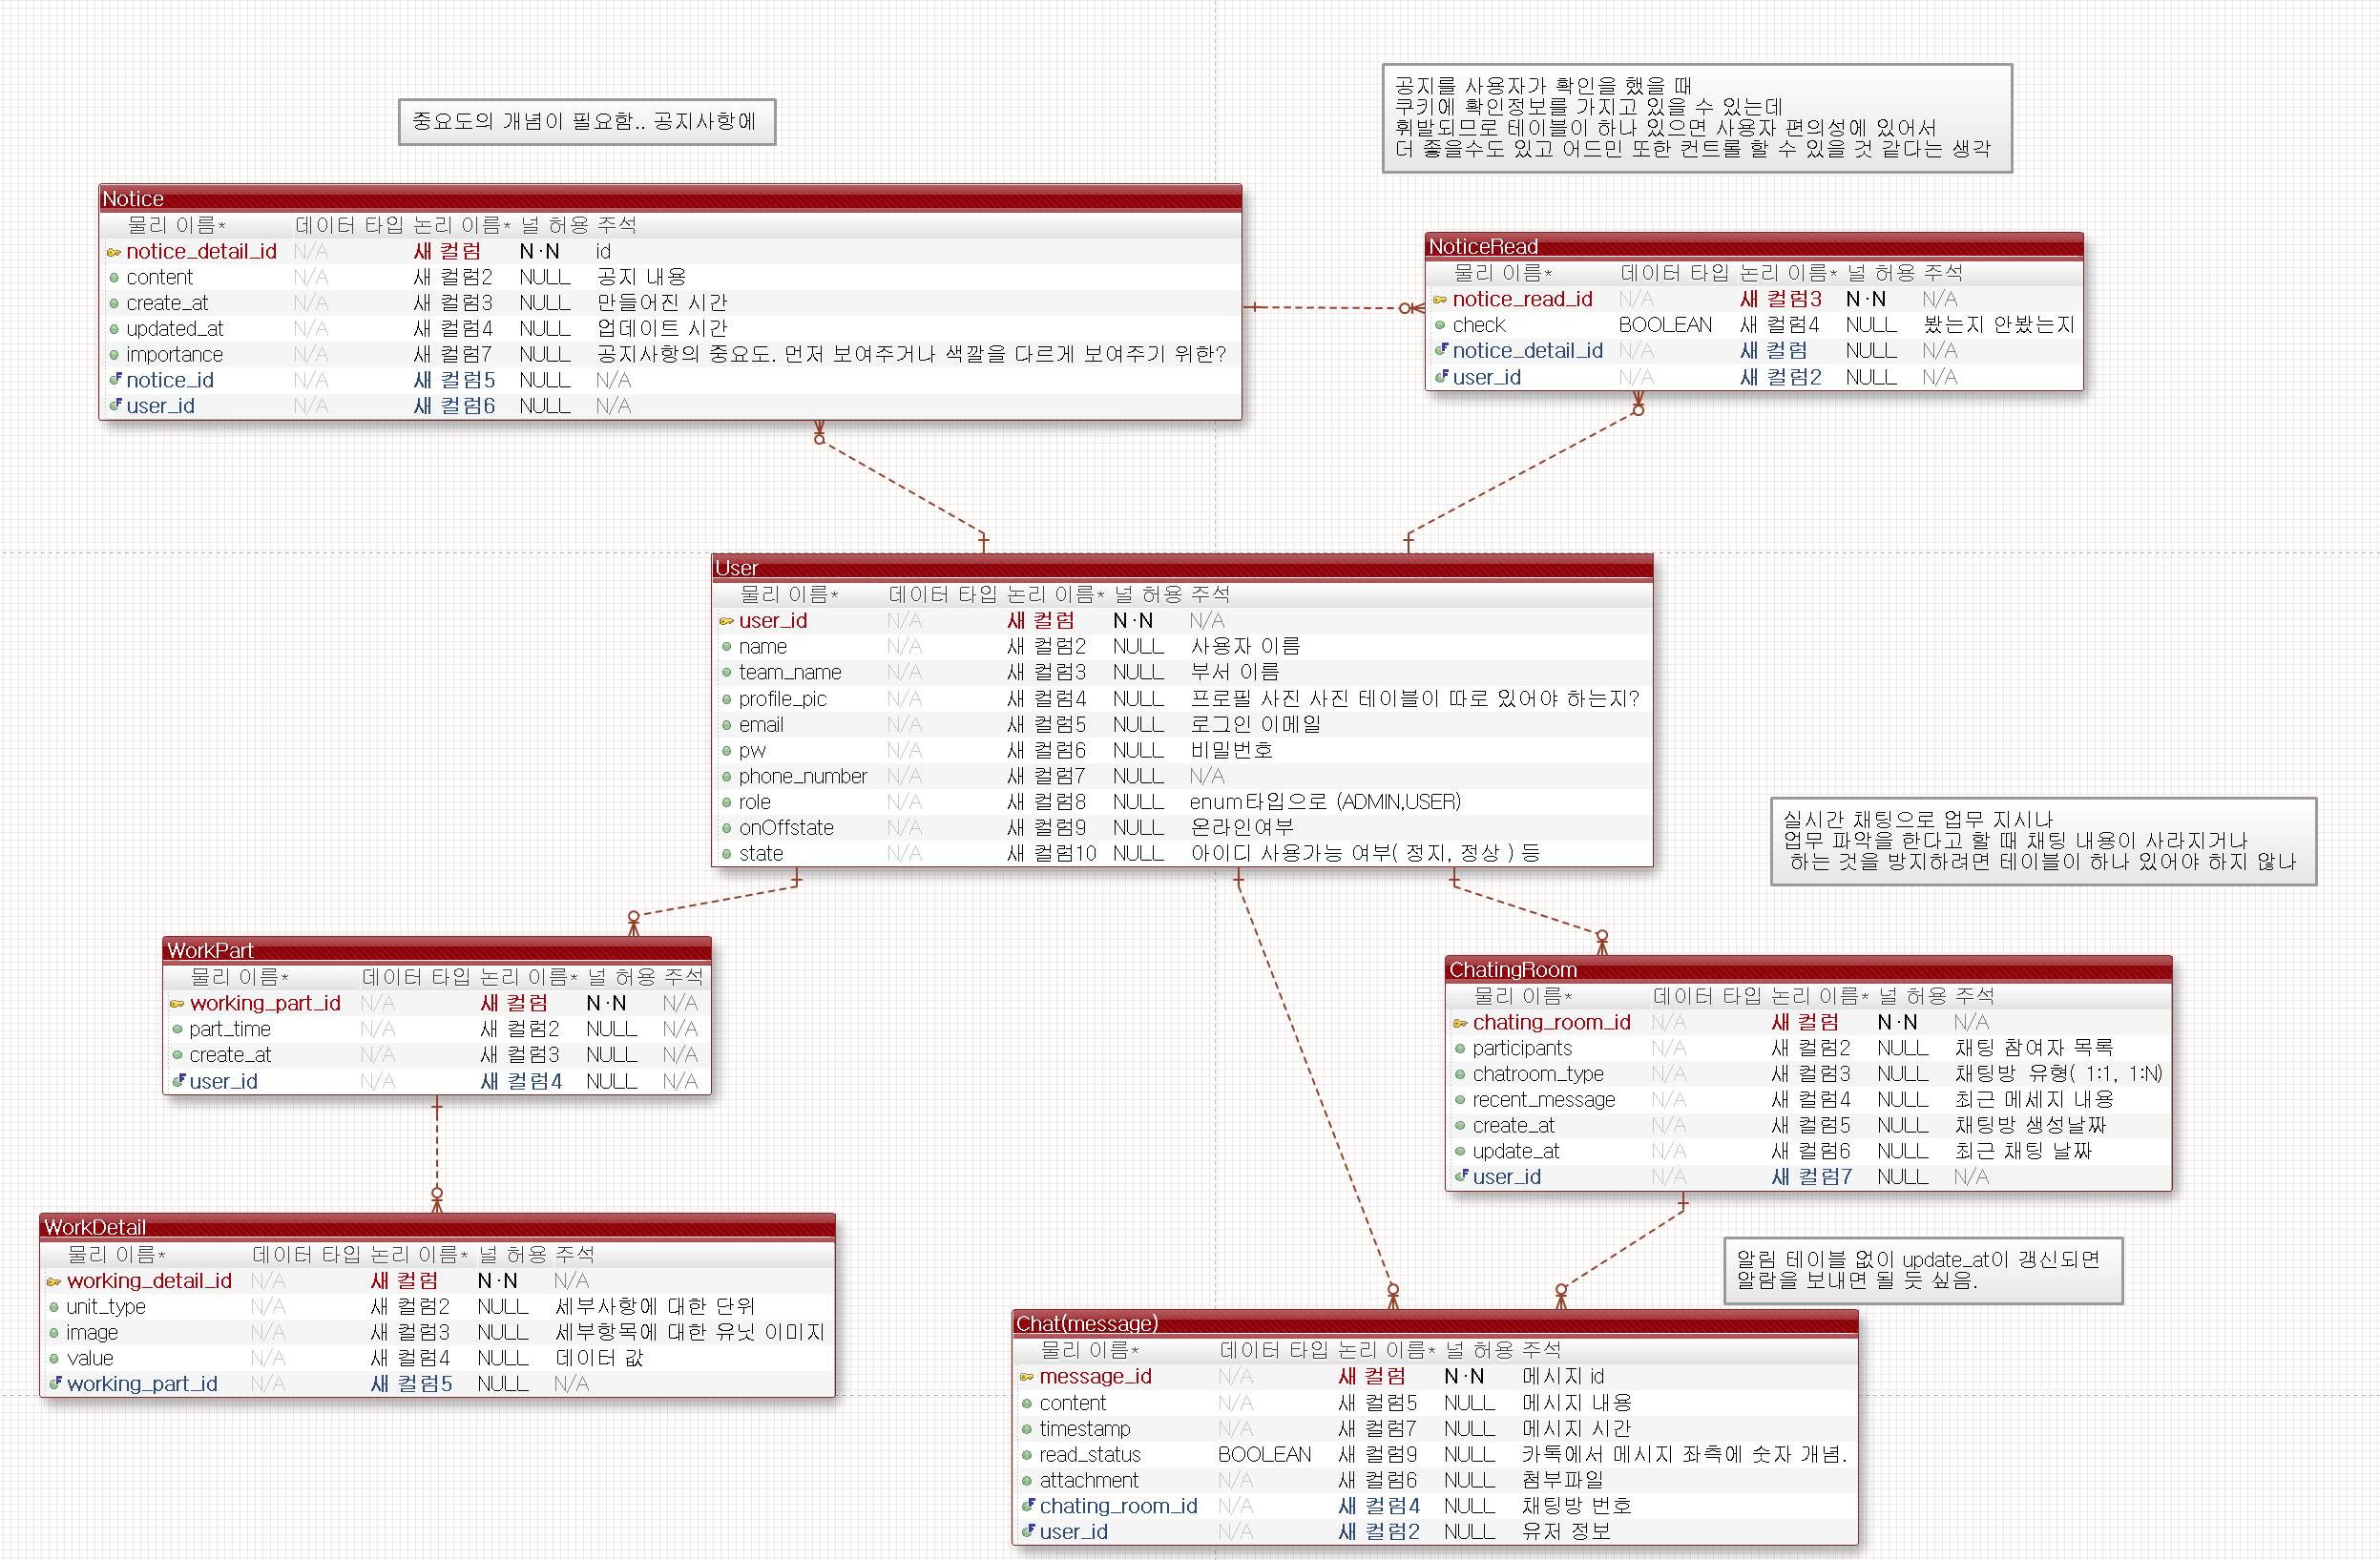 중요도의 개념이 필요함.. 공지사항에
공지를 사용자가 확인을 했을 때
쿠키에 확인정보를 가지고 있을 수 있는데
휘발되므로 테이블이 하나 있으면 사용자 편의성에 있어서
더 좋을수도 있고 어드민 또한 컨트롤 할 수 있을 것 같다는 생각
Notice
물리 이름* 데이터 타입 논리 이름* 널 허용 주석
notice_detail_id N/A 새 컬럼 N·N id
content N/A 새 컬럼2 NULL 공지 내용
create_at N/A 새 컬럼3 NULL 만들어진 시간
updated_at N/A 새 컬럼4 NULL 업데이트 시간
importance N/A 새 컬럼7 NULL 공지사항의 중요도. 먼저 보여주거나 색깔을 다르게 보여주기 위한?
notice_id N/A 새 컬럼5 NULL N/A
user_id N/A 새 컬럼6 NULL N/A
NoticeRead
물리 이름* 데이터 타입 논리 이름* 널 허용 주석
notice_read_id N/A 새 컬럼3 N·N N/A
check BOOLEAN 새 컬럼4 NULL 봤는지 안봤는지
notice_detail_id N/A 새 컬럼 NULL N/A
user_id N/A 새 컬럼2 NULL N/A
User
물리 이름* 데이터 타입 논리 이름* 널 허용 주석
user_id N/A 새 컬럼 N·N N/A
name N/A 새 컬럼2 NULL 사용자 이름
team_name N/A 새 컬럼3 NULL 부서 이름
profile_pic N/A 새 컬럼4 NULL 프로필 사진 사진 테이블이 따로 있어야 하는지?
email N/A 새 컬럼5 NULL 로그인 이메일
pw N/A 새 컬럼6 NULL 비밀번호
phone_number N/A 새 컬럼7 NULL N/A
role N/A 새 컬럼8 NULL enum타입으로 (ADMIN,USER)
onOffstate N/A 새 컬럼9 NULL 온라인여부
state N/A 새 컬럼10 NULL 아이디 사용가능 여부( 정지, 정상 ) 등
실시간 채팅으로 업무 지시나
업무 파악을 한다고 할 때 채팅 내용이 사라지거나
하는 것을 방지하려면 테이블이 하나 있어야 하지 않나
WorkPart
물리 이름* 데이터 타입 논리 이름* 널 허용 주석
working_part_id N/A 새 컬럼 N·N N/A
part_time N/A 새 컬럼2 NULL N/A
create_at N/A 새 컬럼3 NULL N/A
user_id N/A 새 컬럼4 NULL N/A
ChatingRoom
물리 이름* 데이터 타입 논리 이름* 널 허용 주석
chating_room_id N/A 새 컬럼 N·N N/A
participants N/A 새 컬럼2 NULL 채팅 참여자 목록
chatroom_type N/A 새 컬럼3 NULL 채팅방 유형( 1:1, 1:N)
recent_message N/A 새 컬럼4 NULL 최근 메세지 내용
create_at N/A 새 컬럼5 NULL 채팅방 생성날짜
update_at N/A 새 컬럼6 NULL 최근 채팅 날짜
user_id N/A 새 컬럼7 NULL N/A
WorkDetail
물리 이름* 데이터 타입 논리 이름* 널 허용 주석
working_detail_id N/A 새 컬럼 N·N N/A
unit_type N/A 새 컬럼2 NULL 세부사항에 대한 단위
image N/A 새 컬럼3 NULL 세부항목에 대한 유닛 이미지
value N/A 새 컬럼4 NULL 데이터 값
working_part_id N/A 새 컬럼5 NULL N/A
알림 테이블 없이 update_at이 갱신되면
알람을 보내면 될 듯 싶음.
Chat(message)
물리 이름* 데이터 타입 논리 이름* 널 허용 주석
message_id N/A 새 컬럼 N·N 메시지 id
content N/A 새 컬럼5 NULL 메시지 내용
timestamp N/A 새 컬럼7 NULL 메시지 시간
read_status BOOLEAN 새 컬럼9 NULL 카톡에서 메시지 좌측에 숫자 개념.
attachment N/A 새 컬럼6 NULL 첨부파일
chating_room_id N/A 새 컬럼4 NULL 채팅방 번호
user_id N/A 새 컬럼2 NULL 유저 정보